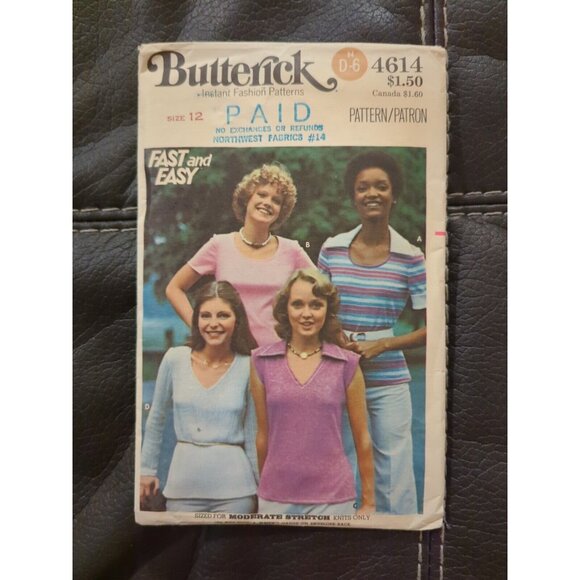 Butterick
Instant Fashion Patterns
N
D-6
4614
$1.50
Canada $1.60
SIZE 12
PAID
NO EXCHANGES OR REFUNDS
NORTHWEST FABRICS #14
PATTERN/PATRON
FAST and
EASY
B
A
D
C
SIZED FOR MODERATE STRETCH KNITS ONLY